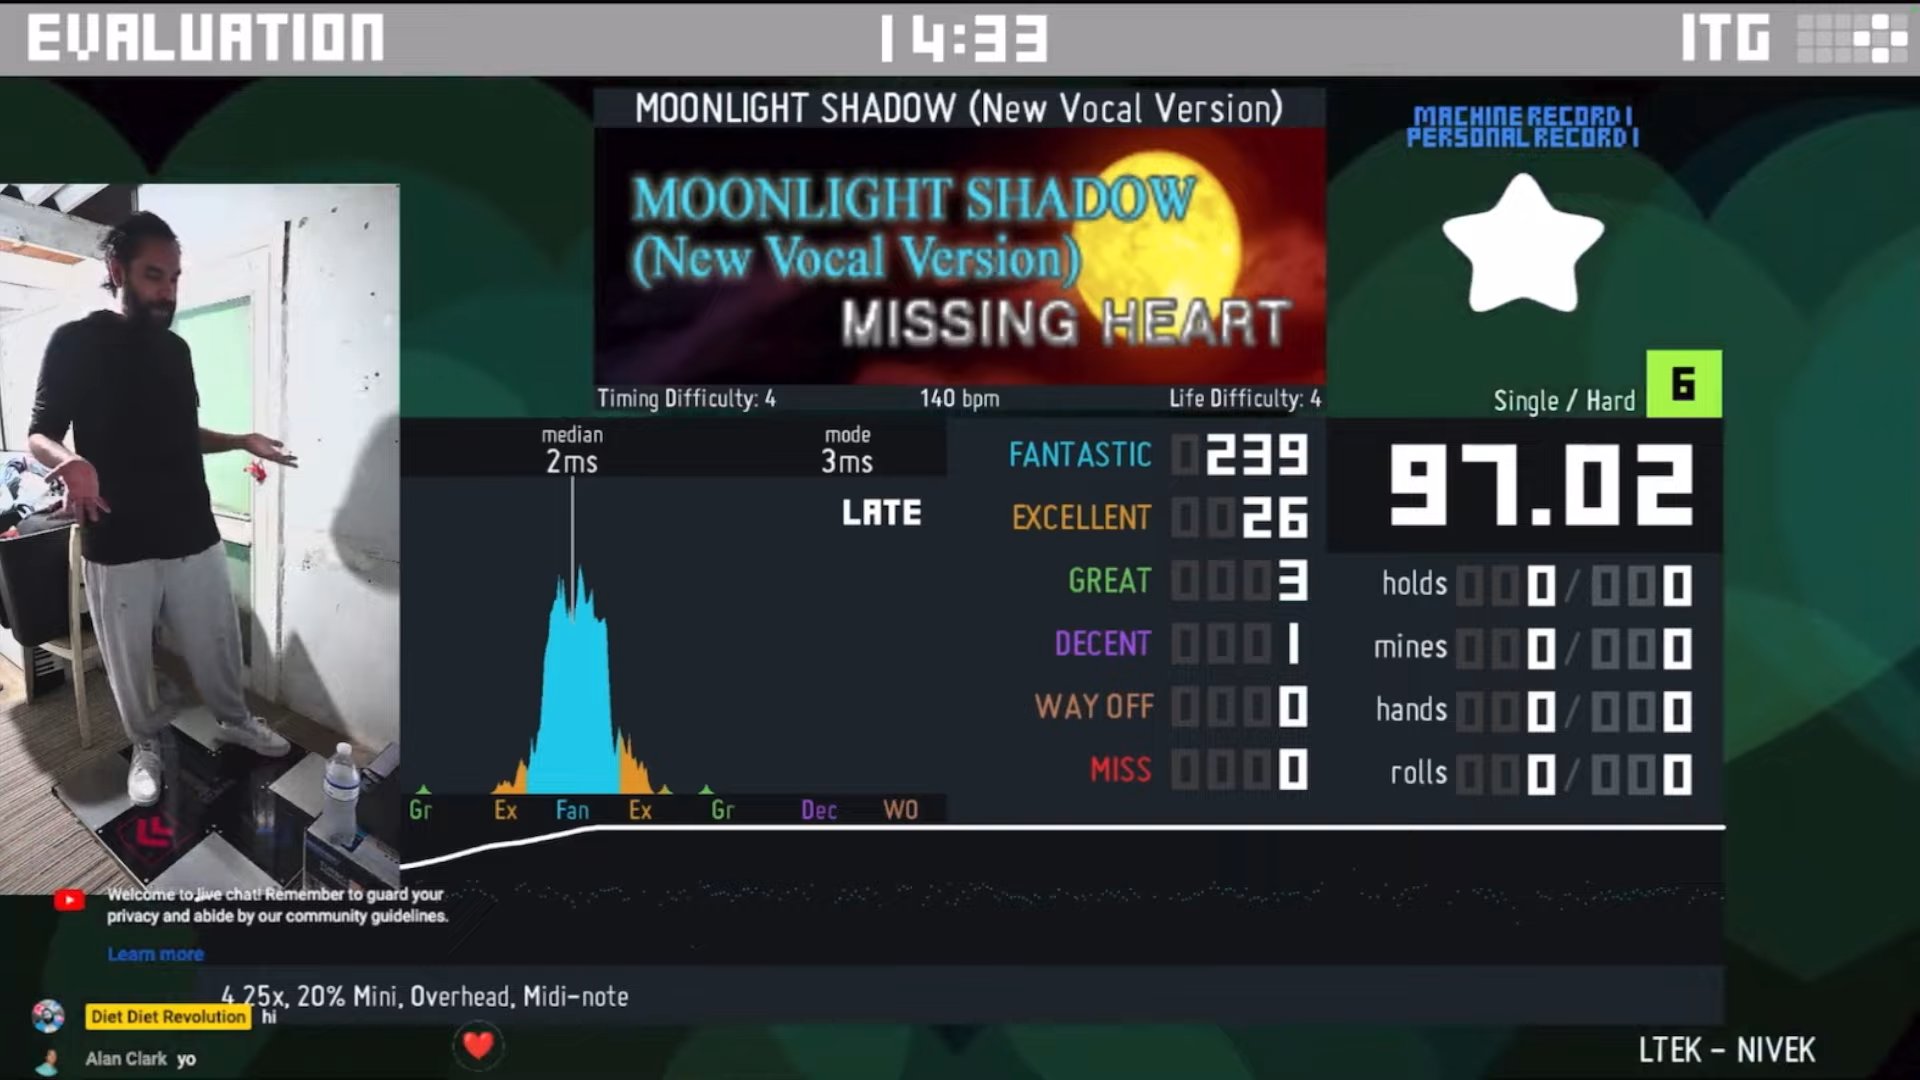 EVALUATION
14:33
ITG
MOONLIGHT SHADOW (New Vocal Version)
MOONLIGHT SHADOW
(New Vocal Version)
MISSING HEART
Timing Difficulty: 4
140 bpm
Life Difficulty: 4
MACHINE RECORD 1
PERSONAL RECORD 1
Single / Hard
6
median
2ms
mode
3ms
LATE
Gr
Ex
Fan
Ex
Gr
Dec
WO
FANTASTIC 0239
EXCELLENT 0026
GREAT 0003
DECENT 0001
WAY OFF 0000
MISS 0000
97.02
holds 000/000
mines 000/000
hands 000/000
rolls 000/000
Welcome to live chat! Remember to guard your
privacy and abide by our community guidelines.
Learn more
4.25x, 20% Mini, Overhead, Midi-note
Diet Diet Revolution hi
Alan Clark yo
LTEK - NIVEK